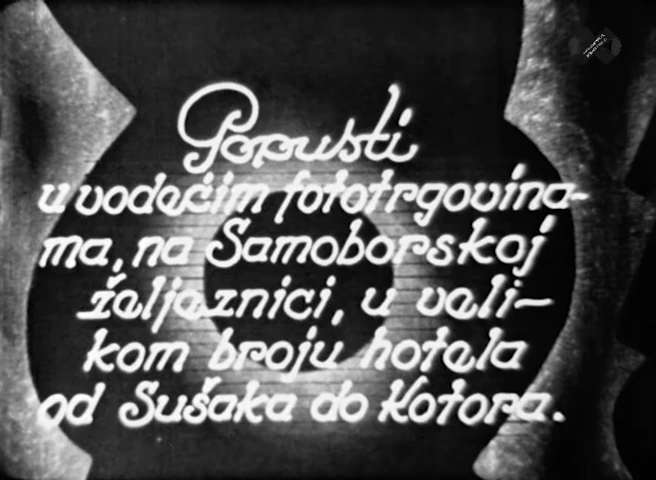 Popusti
u vodećim fototrgovina-
ma, na Samoborskoj
željeznici, u veli-
kom broju hotela
od Sušaka do Kotora.